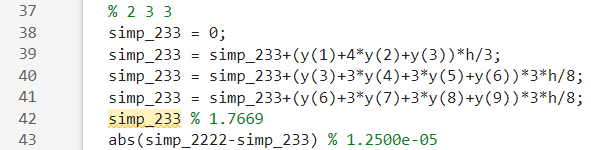 37 % 2 3 3
38 simp_233 = 0;
39 simp_233 = simp_233+(y(1)+4*y(2)+y(3))*h/3;
40 simp_233 = simp_233+(y(3)+3*y(4)+3*y(5)+y(6))*3*h/8;
41 simp_233 = simp_233+(y(6)+3*y(7)+3*y(8)+y(9))*3*h/8;
42 simp_233 % 1.7669
43 abs(simp_2222-simp_233) % 1.2500e-05